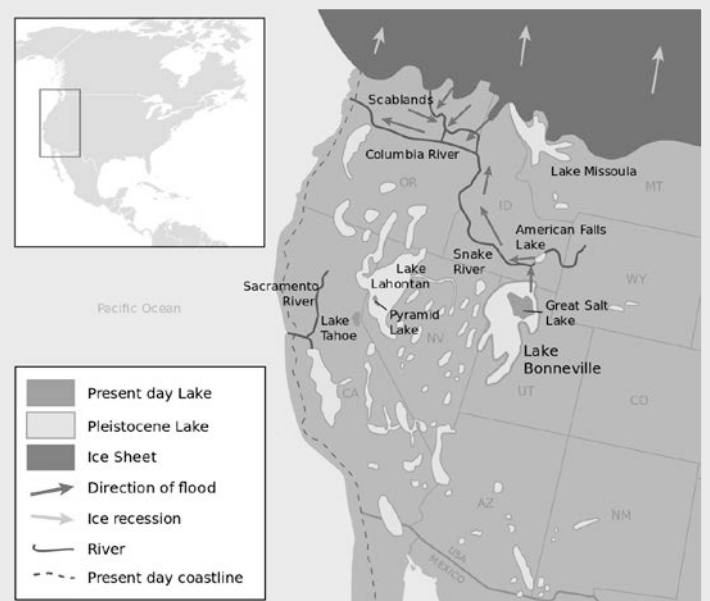 Scablands
Columbia River
Lake Missoula
OR
MT
ID
American Falls
Lake
Snake
River
WY
Lake
Lahontan
Sacramento
River
Pacific Ocean
Great Salt
Lake
Pyramid
Lake
Lake
Tahoe
NV
Lake
Bonneville
UT
CO
CA
AZ
NM
USA
MEXICO
Present day Lake
Pleistocene Lake
Ice Sheet
Direction of flood
Ice recession
River
Present day coastline